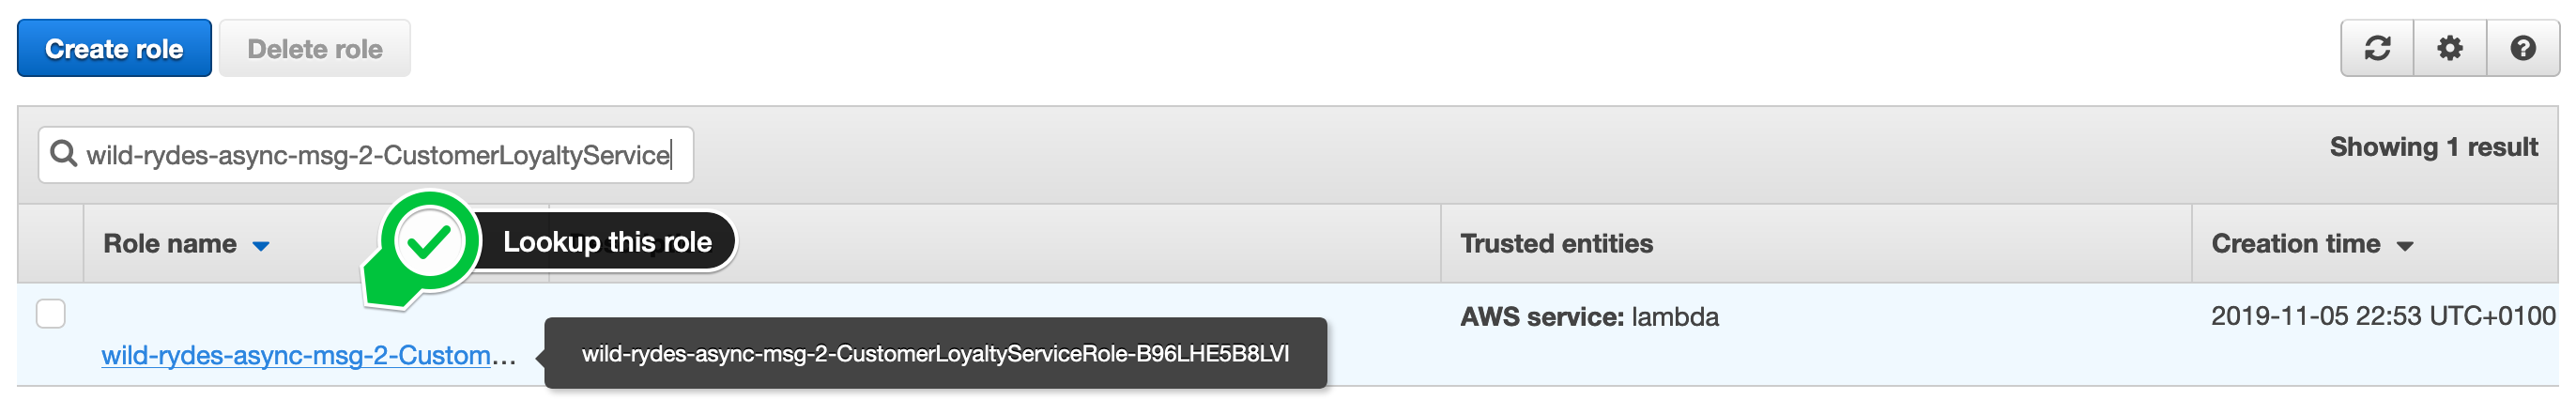 Create role
Delete role
wild-rydes-async-msg-2-CustomerLoyaltyService
Showing 1 result
Role name
Lookup this role
Trusted entities
Creation time
AWS service: lambda
2019-11-05 22:53 UTC+0100
wild-rydes-async-msg-2-Custom...
wild-rydes-async-msg-2-CustomerLoyaltyServiceRole-B96LHE5B8LVI